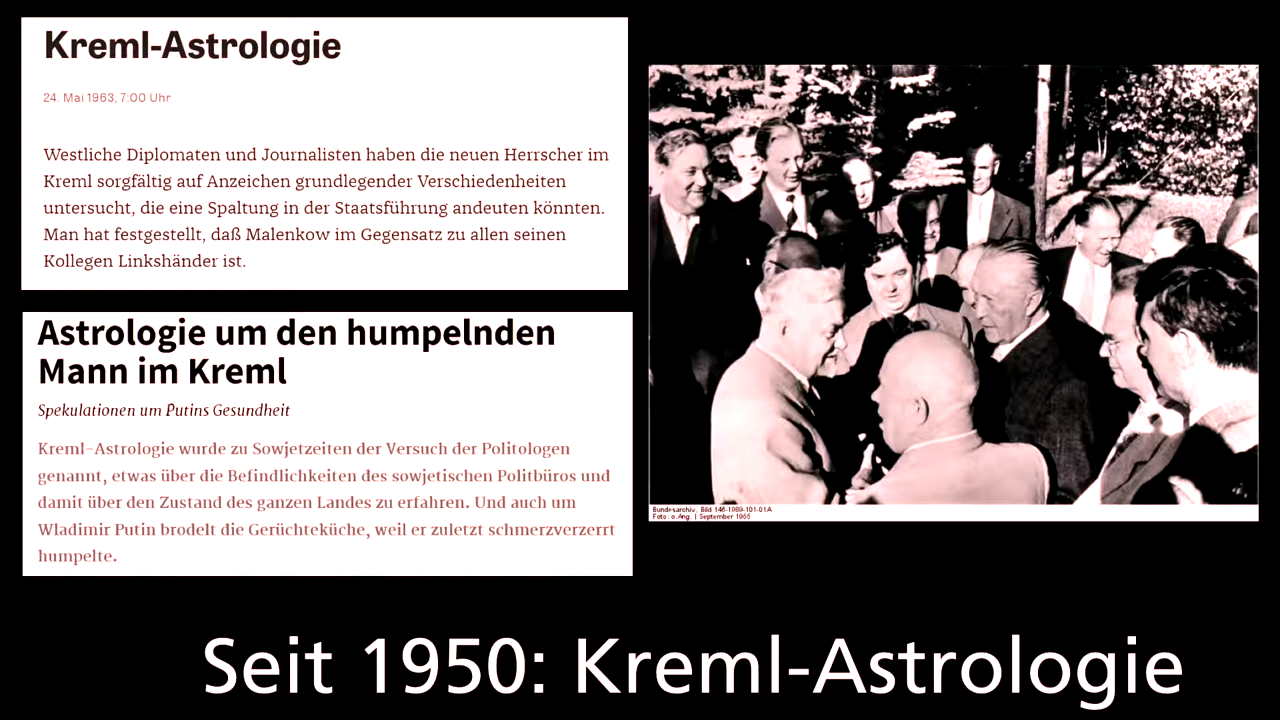 Kreml-Astrologie
24. Mai 1963, 7:00 Uhr
Westliche Diplomaten und Journalisten haben die neuen Herrscher im
Kreml sorgfältig auf Anzeichen grundlegender Verschiedenheiten
untersucht, die eine Spaltung in der Staatsführung andeuten könnten.
Man hat festgestellt, daß Malenkow im Gegensatz zu allen seinen
Kollegen Linkshänder ist.
Astrologie um den humpelnden
Mann im Kreml
Spekulationen um Putins Gesundheit
Kreml-Astrologie wurde zu Sowjetzeiten der Versuch der Politologen
genannt, etwas über die Befindlichkeiten des sowjetischen Politbüros und
damit über den Zustand des ganzen Landes zu erfahren. Und auch um
Wladimir Putin brodelt die Gerüchteküche, weil er zuletzt schmerzverzerrt
humpelte.
Bundesarchiv, Bild 146-1989-101-01A
Foto: o.Ang. | September 1955
Seit 1950: Kreml-Astrologie